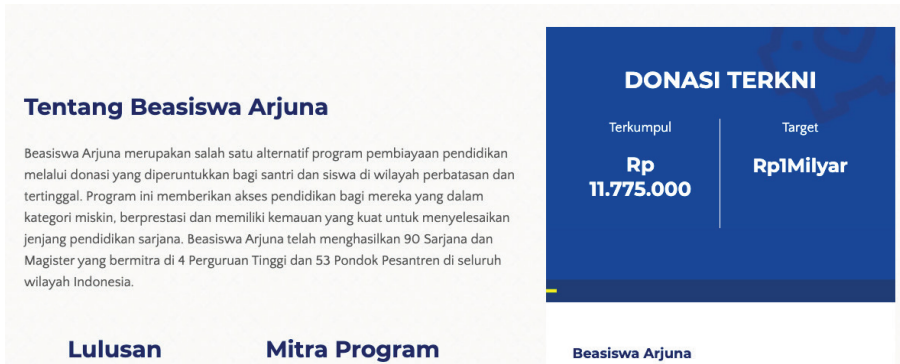 Tentang Beasiswa Arjuna
Beasiswa Arjuna merupakan salah satu alternatif program pembiayaan pendidikan
melalui donasi yang diperuntukkan bagi santri dan siswa di wilayah perbatasan dan
tertinggal. Program ini memberikan akses pendidikan bagi mereka yang dalam
kategori miskin, berprestasi dan memiliki kemauan yang kuat untuk menyelesaikan
jenjang pendidikan sarjana. Beasiswa Arjuna telah menghasilkan 90 Sarjana dan
Magister yang bermitra di 4 Perguruan Tinggi dan 53 Pondok Pesantren di seluruh
wilayah Indonesia.
Lulusan
Mitra Program
DONASI TERKNI
Terkumpul
Rp
11.775.000
Target
Rp1Milyar
Beasiswa Arjuna